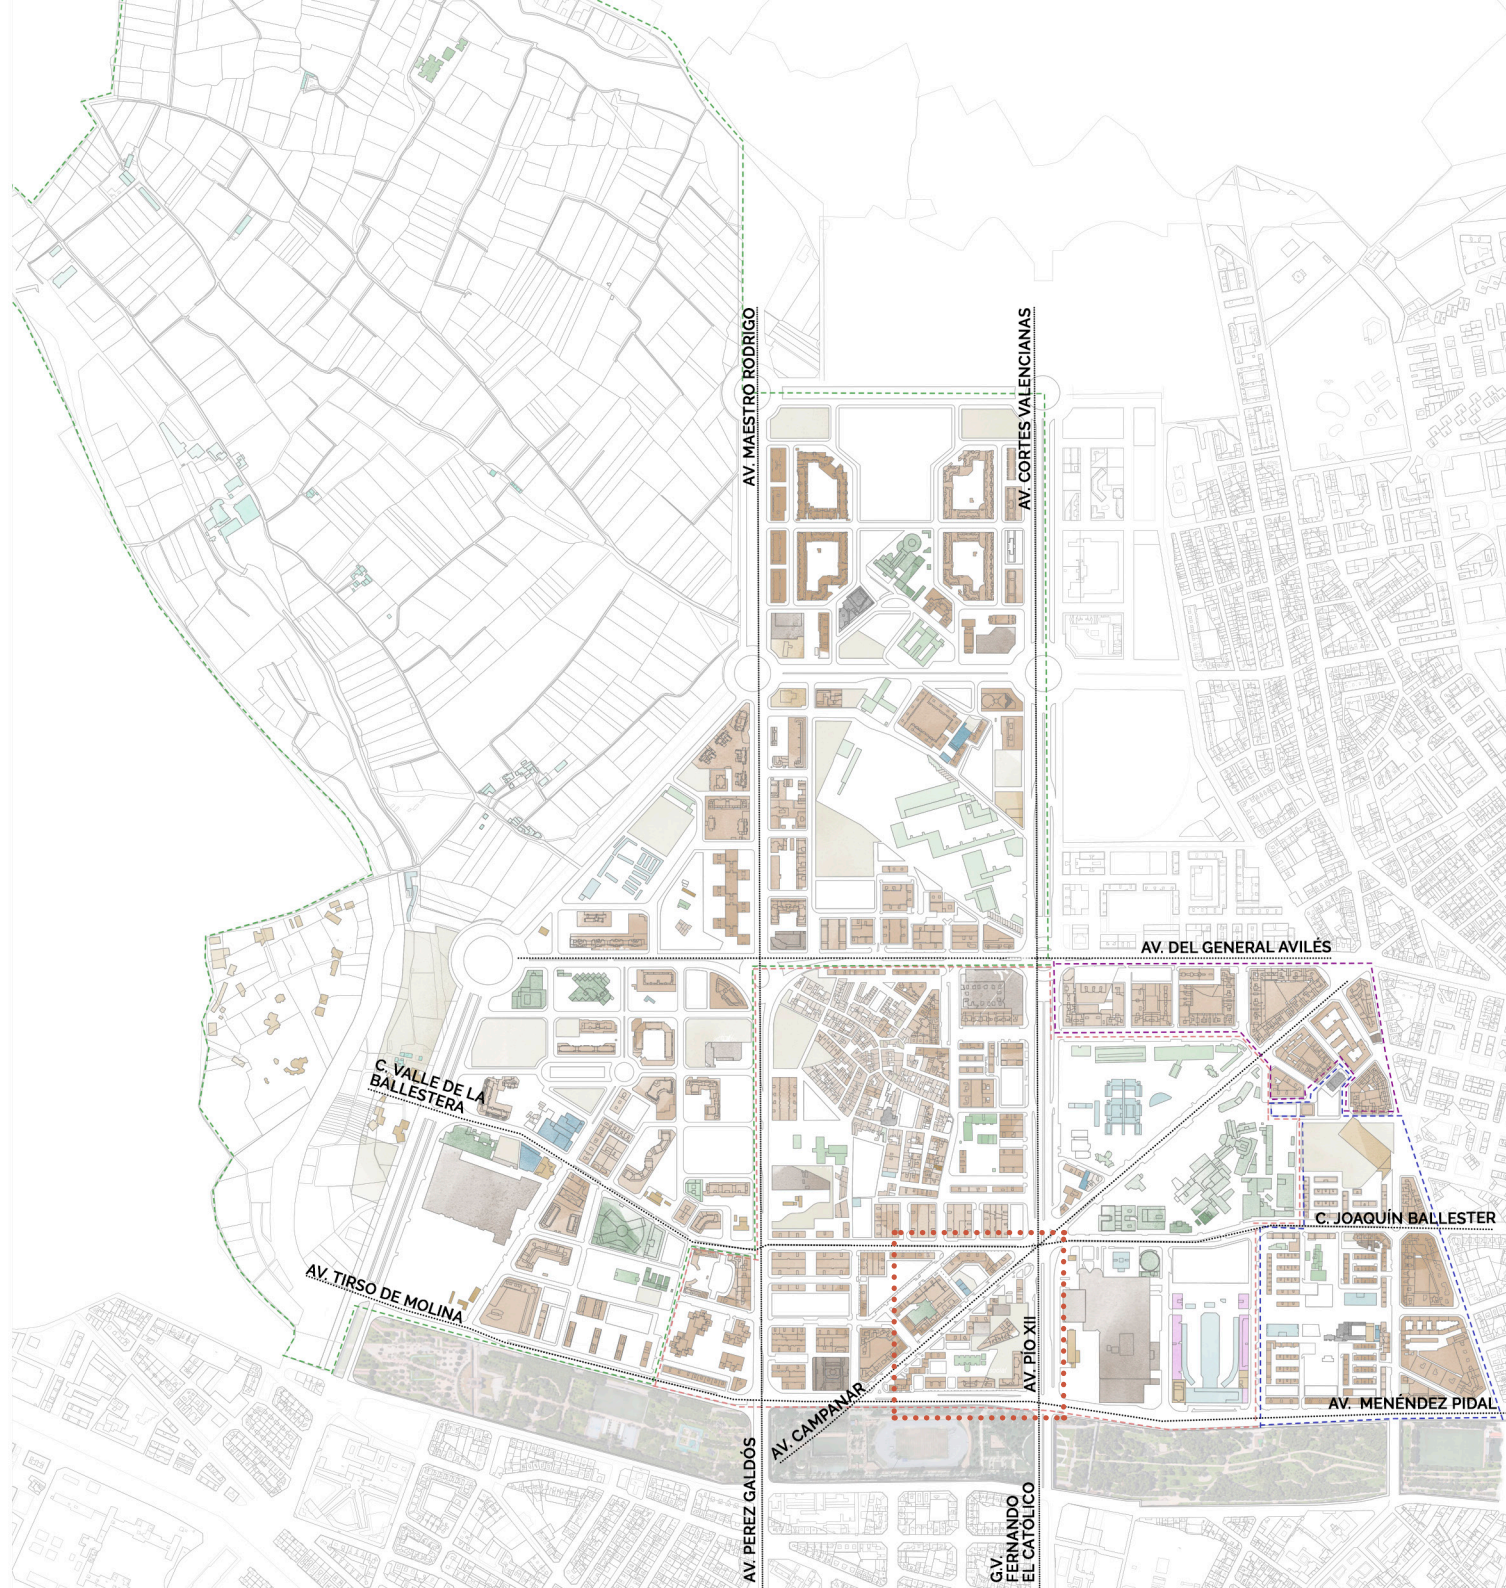 AV. MAESTRO RODRIGO
AV. CORTES VALENCIANAS
AV. DEL GENERAL AVILÉS
C. VALLE DE LA
BALLESTERA
C. JOAQUÍN BALLESTER
AV. TIRSO DE MOLINA
AV. PÍO XII
AV. CAMPANAR
AV. MENÉNDEZ PIDAL
AV. PEREZ GALDÓS
G.V.
FERNANDO
EL CATÓLICO